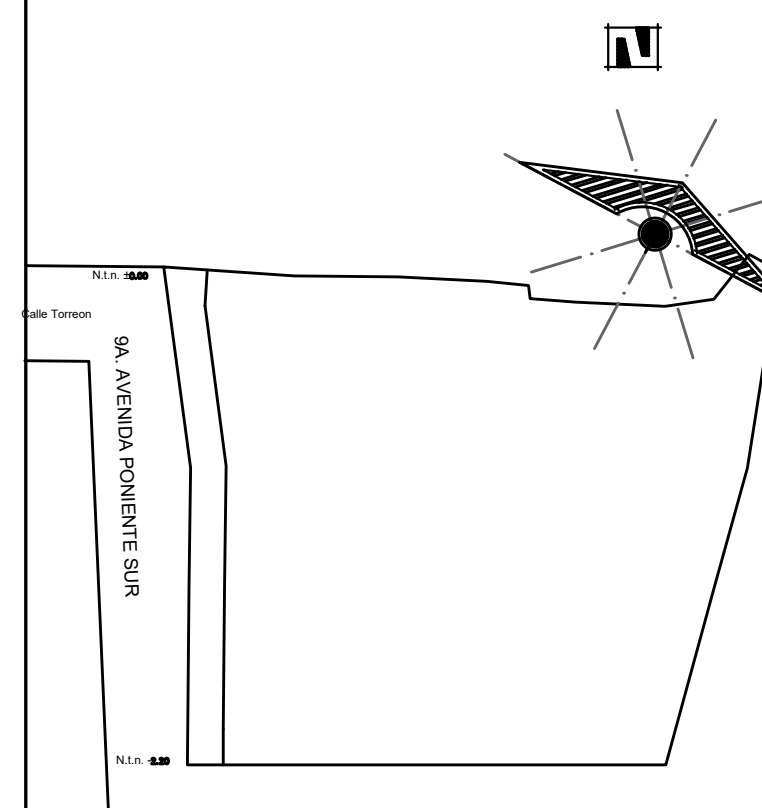 N.t.n. ±0.00
Calle Torreon
9A. AVENIDA PONIENTE SUR
N.t.n. -2.20